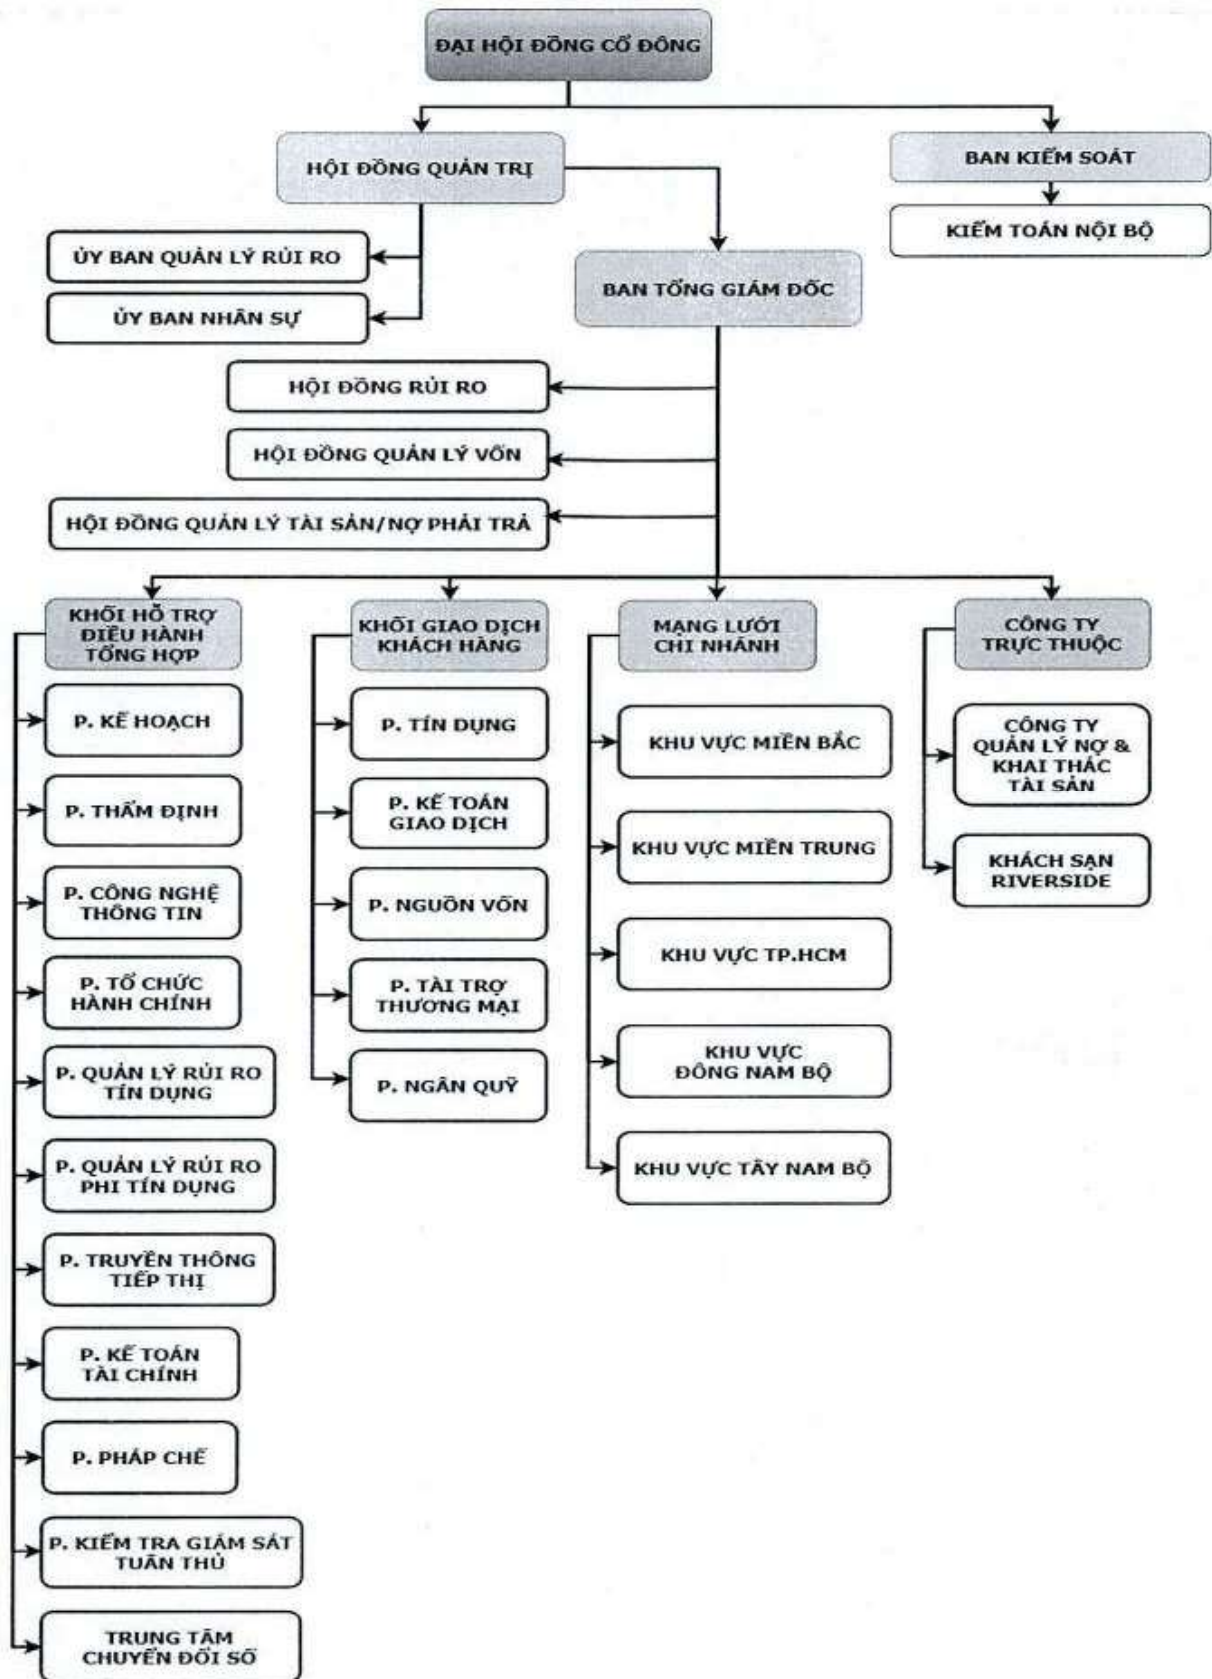 ĐẠI HỘI ĐỒNG CỔ ĐÔNG
HỘI ĐỒNG QUẢN TRỊ
BAN KIỂM SOÁT
KIỂM TOÁN NỘI BỘ
ỦY BAN QUẢN LÝ RỦI RO
ỦY BAN NHÂN SỰ
BAN TỔNG GIÁM ĐỐC
HỘI ĐỒNG RỦI RO
HỘI ĐỒNG QUẢN LÝ VỐN
HỘI ĐỒNG QUẢN LÝ TÀI SẢN/NỢ PHẢI TRẢ
KHỐI HỖ TRỢ
ĐIỀU HÀNH
TỔNG HỢP
P. KẾ HOẠCH
P. THẨM ĐỊNH
P. CÔNG NGHỆ
THÔNG TIN
P. TỔ CHỨC
HÀNH CHÍNH
P. QUẢN LÝ RỦI RO
TÍN DỤNG
P. QUẢN LÝ RỦI RO
PHI TÍN DỤNG
P. TRUYỀN THÔNG
TIẾP THỊ
P. KẾ TOÁN
TÀI CHÍNH
P. PHÁP CHẾ
P. KIỂM TRA GIÁM SÁT
TUÂN THỦ
TRUNG TÂM
CHUYỂN ĐỔI SỐ
KHỐI GIAO DỊCH
KHÁCH HÀNG
P. TÍN DỤNG
P. KẾ TOÁN
GIAO DỊCH
P. NGUỒN VỐN
P. TÀI TRỢ
THƯƠNG MẠI
P. NGÂN QUỸ
MẠNG LƯỚI
CHI NHÁNH
KHU VỰC MIỀN BẮC
KHU VỰC MIỀN TRUNG
KHU VỰC TP.HCM
KHU VỰC
ĐÔNG NAM BỘ
KHU VỰC TÂY NAM BỘ
CÔNG TY
TRỰC THUỘC
CÔNG TY
QUẢN LÝ NỢ &
KHAI THÁC
TÀI SẢN
KHÁCH SẠN
RIVERSIDE